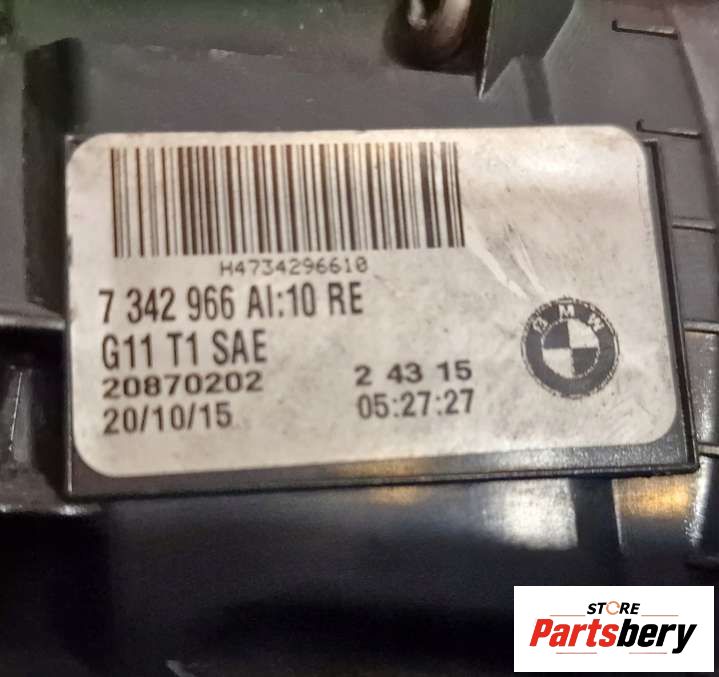 H4734296610
7 342 966 AI:10 RE
G11 T1 SAE
20870202 2 43 15
20/10/15 05:27:27
BMW
STORE
Partsbery